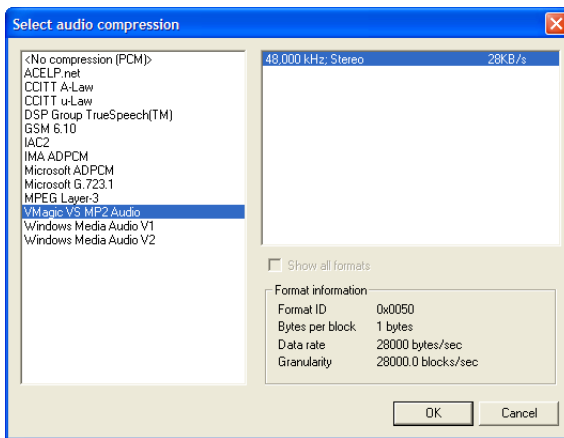 Select audio compression
<No compression (PCM)>
ACELP.net
CCITT A-Law
CCITT u-Law
DSP Group TrueSpeech(TM)
GSM 6.10
IAC2
IMA ADPCM
Microsoft ADPCM
Microsoft G.723.1
MPEG Layer-3
VMagic VS MP2 Audio
Windows Media Audio V1
Windows Media Audio V2
48,000 kHz; Stereo 28KB/s
Show all formats
Format information
Format ID 0x0050
Bytes per block 1 bytes
Data rate 28000 bytes/sec
Granularity 28000.0 blocks/sec
OK Cancel